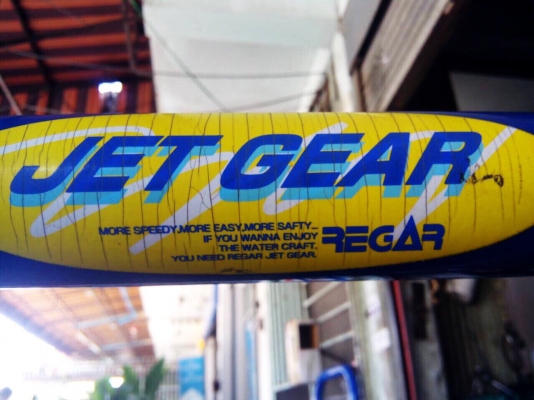 JET GEAR
MORE SPEEDY,MORE EASY,MORE SAFTY...
IF YOU WANNA ENJOY
THE WATER CRAFT,
YOU NEED REGAR JET GEAR.
REGAR